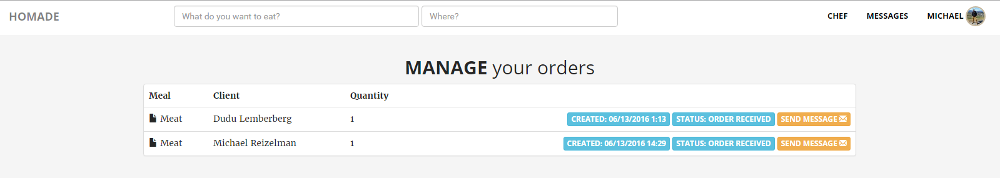 HOMADE What do you want to eat? Where? CHEF MESSAGES MICHAEL
MANAGE your orders
Meal Client Quantity
Meat Dudu Lemberberg 1 CREATED: 06/13/2016 1:13 STATUS: ORDER RECEIVED SEND MESSAGE
Meat Michael Reizelman 1 CREATED: 06/13/2016 14:29 STATUS: ORDER RECEIVED SEND MESSAGE